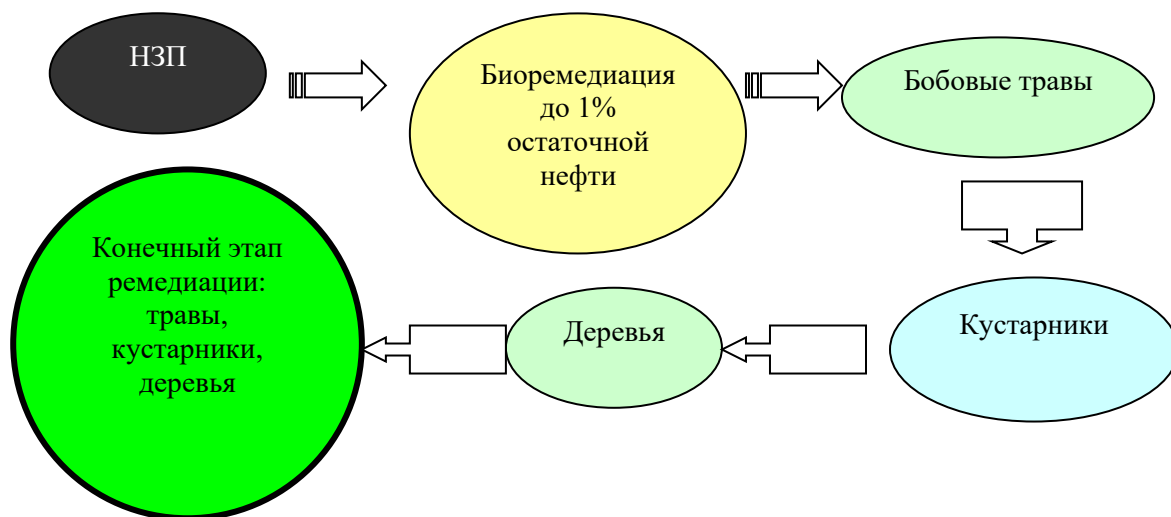 НЗП
Биоремедиация
до 1%
остаточной
нефти
Бобовые травы
Кустарники
Деревья
Конечный этап
ремедиации:
травы,
кустарники,
деревья